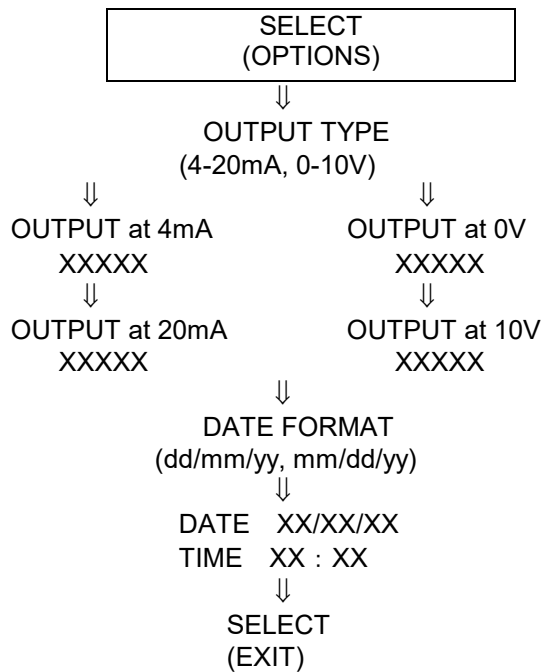 SELECT
(OPTIONS)
⇓
OUTPUT TYPE
(4-20mA, 0-10V)
⇓ ⇓
OUTPUT at 4mA OUTPUT at 0V
XXXXX XXXXX
⇓ ⇓
OUTPUT at 20mA OUTPUT at 10V
XXXXX XXXXX
⇓
DATE FORMAT
(dd/mm/yy, mm/dd/yy)
⇓
DATE XX/XX/XX
TIME XX : XX
⇓
SELECT
(EXIT)